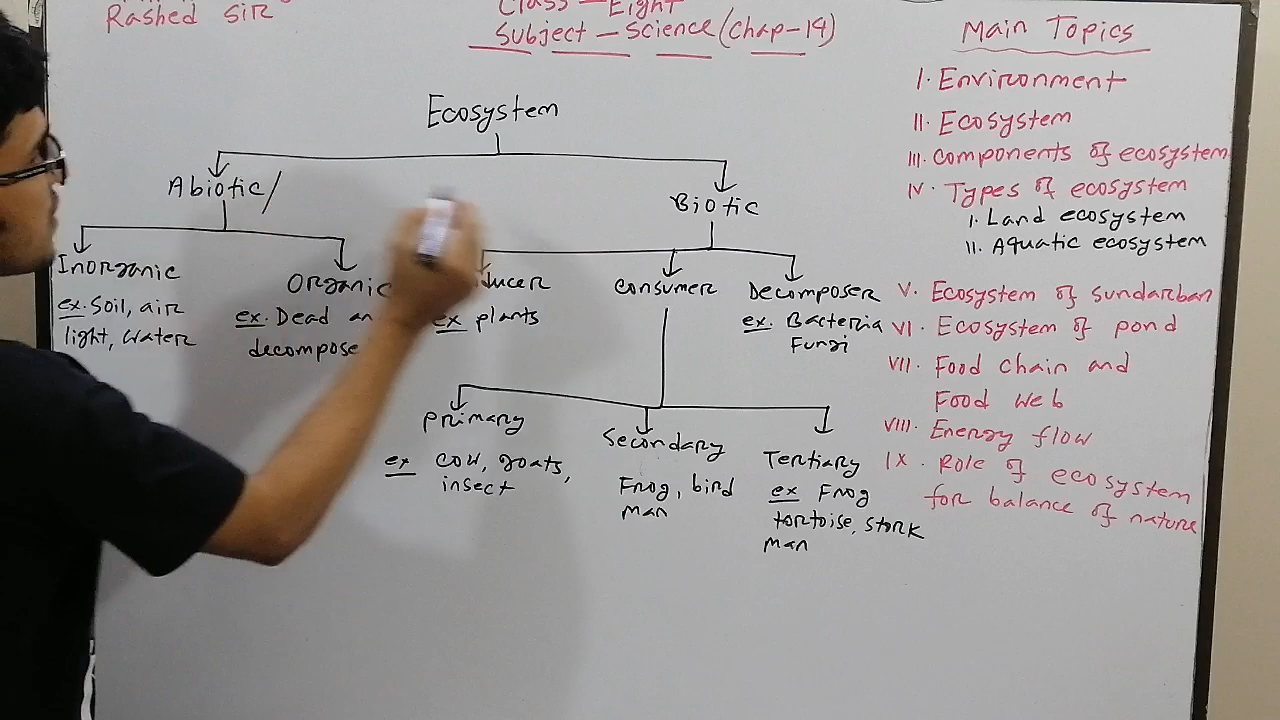 Rashed sir
Class - Eight
Subject - Science (Chap-14)
Ecosystem
Abiotic/
Biotic
Inorganic
ex. Soil, air
light, water
Organic
ex. Dead an
decompose
ducer
ex plants
Consumer
Decomposer
ex. Bacteria
Fungi
Primary
ex cow, goats,
insect
Secondary
Frog, bird
man
Tertiary
ex Frog
tortoise, stork
man
Main Topics
I. Environment
II. Ecosystem
III. Components of ecosystem
IV. Types of ecosystem
I. Land ecosystem
II. Aquatic ecosystem
V. Ecosystem of sundarban
VI. Ecosystem of pond
VII. Food chain and
Food web
VIII. Energy flow
IX. Role of ecosystem
for balance of nature